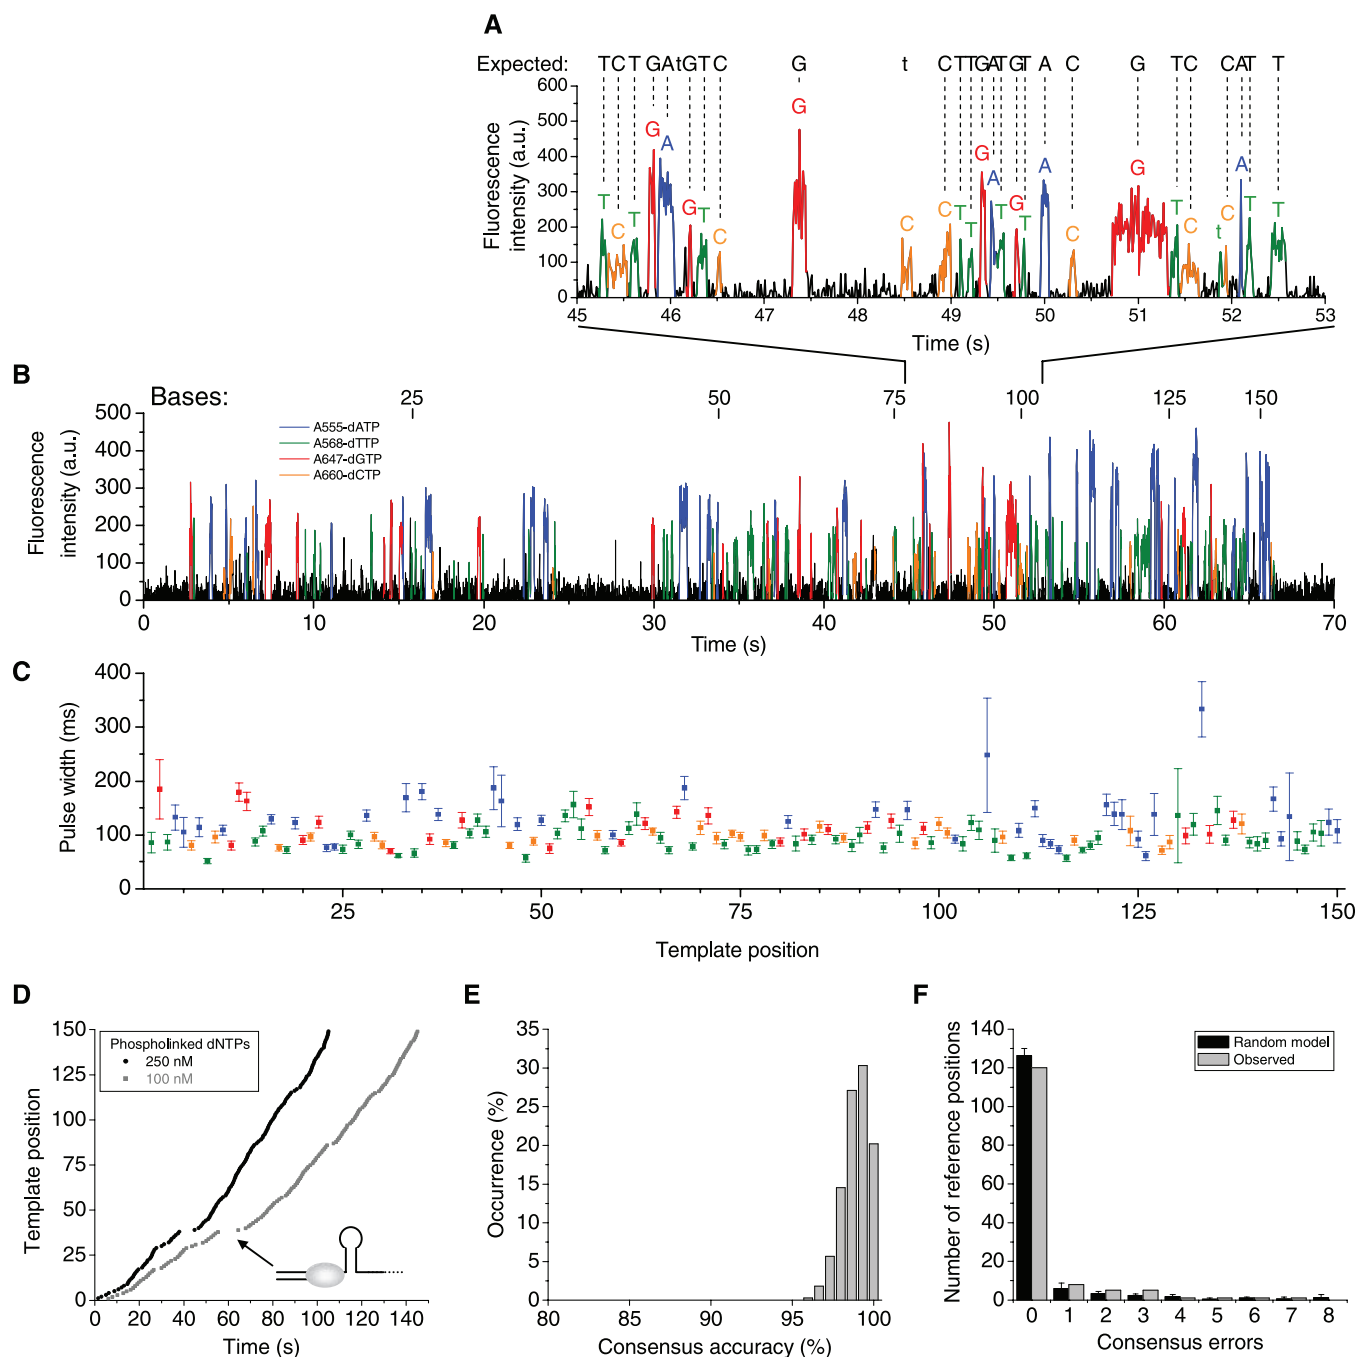 A
Expected: T C T G A t G T C G t C T T G A T G T A C G T C C A T T
Fluorescence
intensity (a.u.)
600
500
400
300
200
100
0
T C T G A G T C G C C T T G A T G T A C G T C t C A T T
45 46 47 48 49 50 51 52 53
Time (s)
B
Bases: 25 50 75 100 125 150
Fluorescence
intensity (a.u.)
500
400
300
200
100
0
A555-dATP
A568-dTTP
A647-dGTP
A660-dCTP
0 10 20 30 40 50 60 70
Time (s)
C
Pulse width (ms)
400
300
200
100
0
25 50 75 100 125 150
Template position
D
Template position
150
125
100
75
50
25
0
Phospholinked dNTPs
250 nM
100 nM
0 20 40 60 80 100 120 140
Time (s)
E
Occurrence (%)
35
30
25
20
15
10
5
0
80 85 90 95 100
Consensus accuracy (%)
F
Number of reference positions
140
120
100
80
60
40
20
0
Random model
Observed
0 1 2 3 4 5 6 7 8
Consensus errors